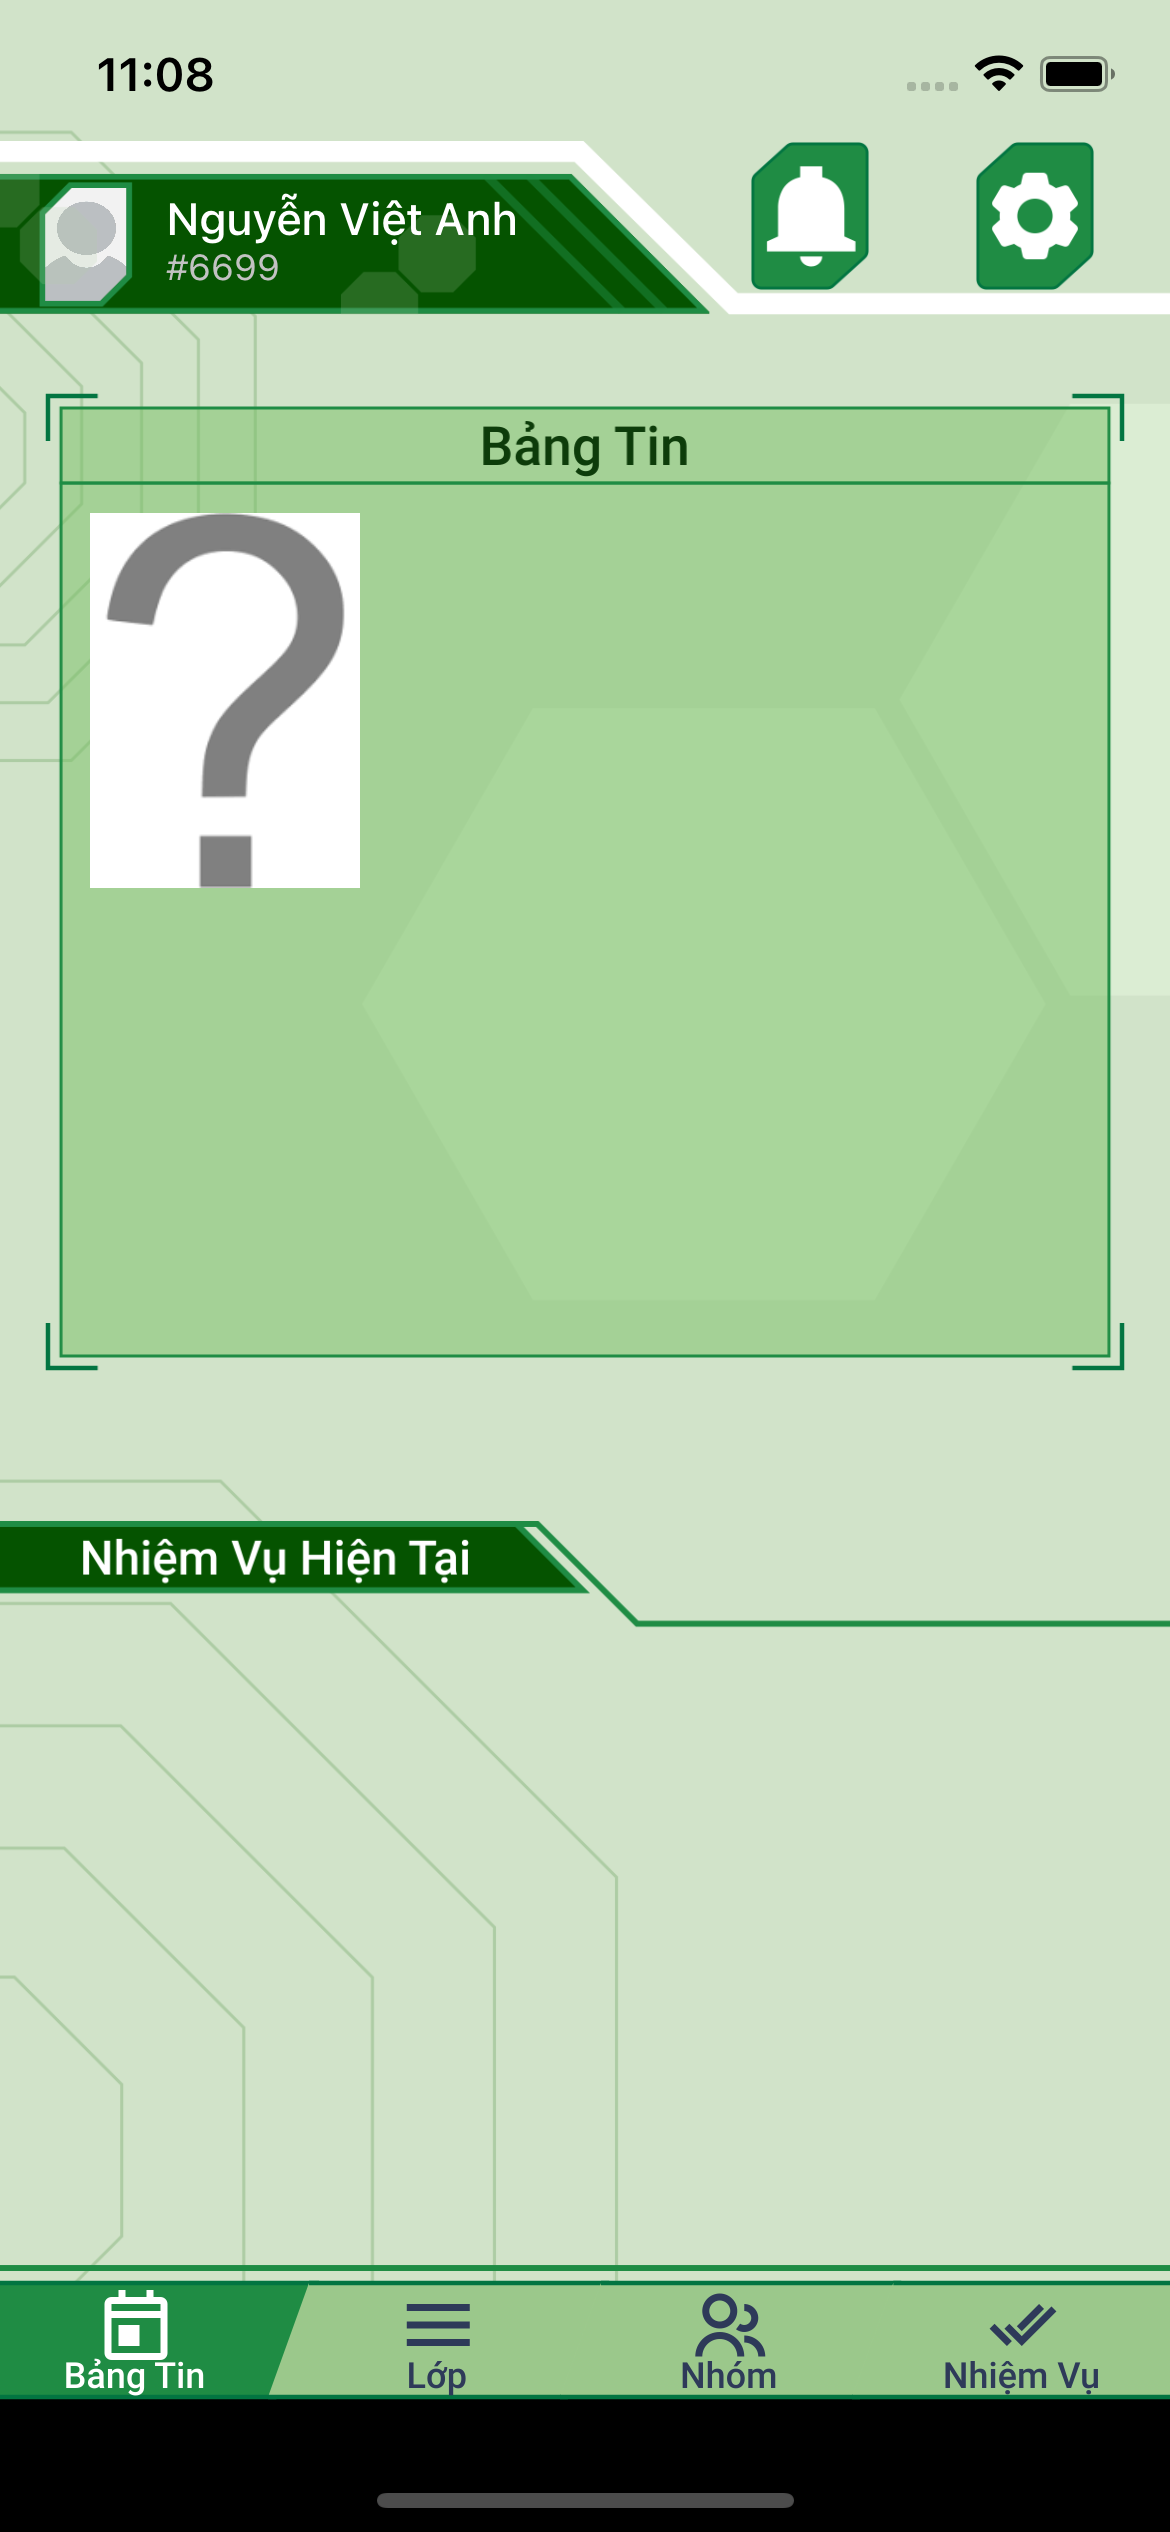 11:08
Nguyễn Việt Anh
#6699
Bảng Tin
?
Nhiệm Vụ Hiện Tại
Bảng Tin
Lớp
Nhóm
Nhiệm Vụ